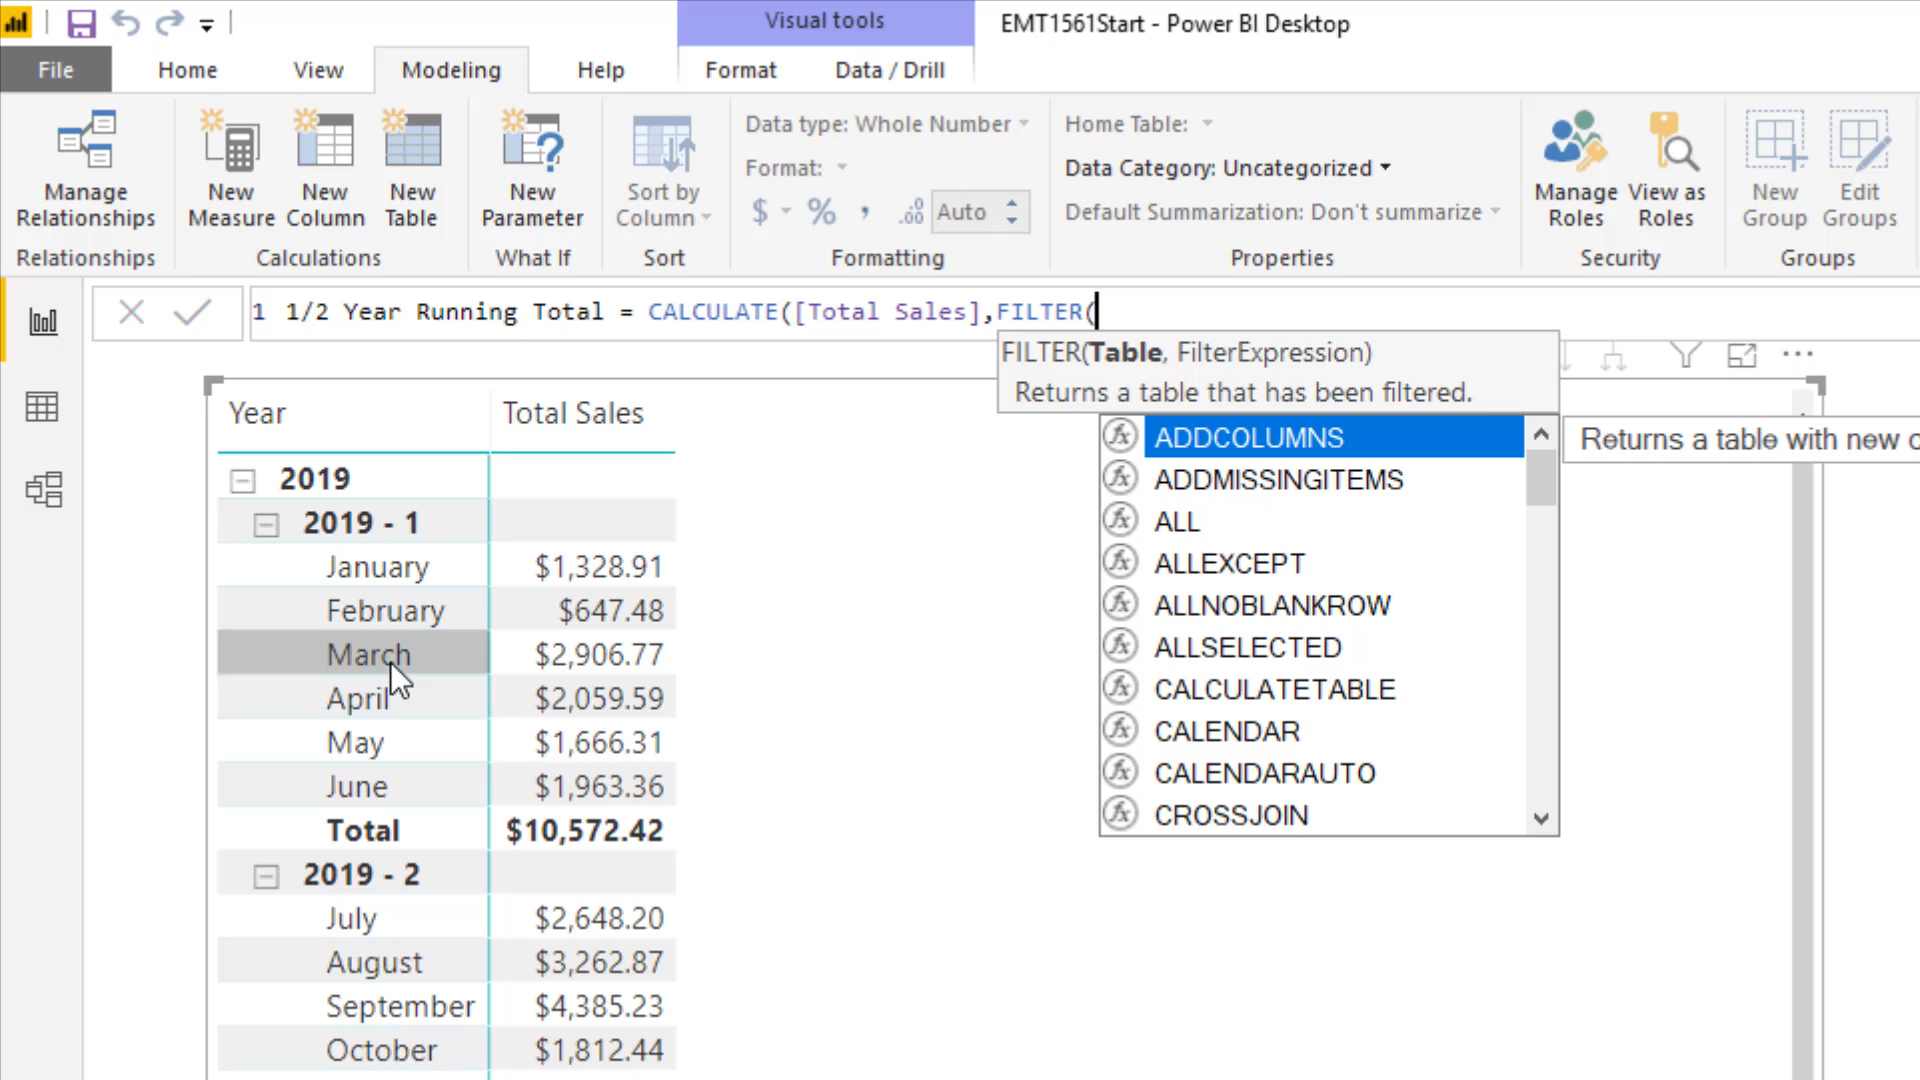 Visual tools
EMT1561Start - Power BI Desktop
File Home View Modeling Help Format Data / Drill
Manage Relationships
New Measure
New Column
New Table
New Parameter
Sort by Column
Data type: Whole Number
Format:
$ % , .00 Auto
Home Table:
Data Category: Uncategorized
Default Summarization: Don't summarize
Manage Roles
View as Roles
New Group
Edit Groups
Relationships Calculations What If Sort Formatting Properties Security Groups
1 1/2 Year Running Total = CALCULATE([Total Sales],FILTER(
FILTER(Table, FilterExpression)
Returns a table that has been filtered.
ADDCOLUMNS
Returns a table with new c
ADDMISSINGITEMS
ALL
ALLEXCEPT
ALLNOBLANKROW
ALLSELECTED
CALCULATETABLE
CALENDAR
CALENDARAUTO
CROSSJOIN
Year Total Sales
2019
2019 - 1
January $1,328.91
February $647.48
March $2,906.77
April $2,059.59
May $1,666.31
June $1,963.36
Total $10,572.42
2019 - 2
July $2,648.20
August $3,262.87
September $4,385.23
October $1,812.44